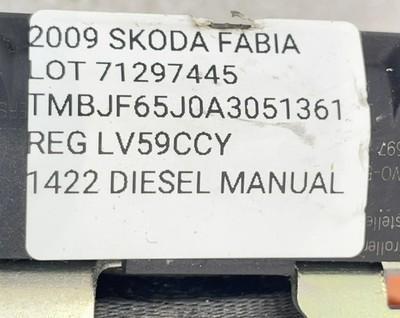 2009 SKODA FABIA
LOT 71297445
TMBJF65J0A3051361
REG LV59CCY
1422 DIESEL MANUAL